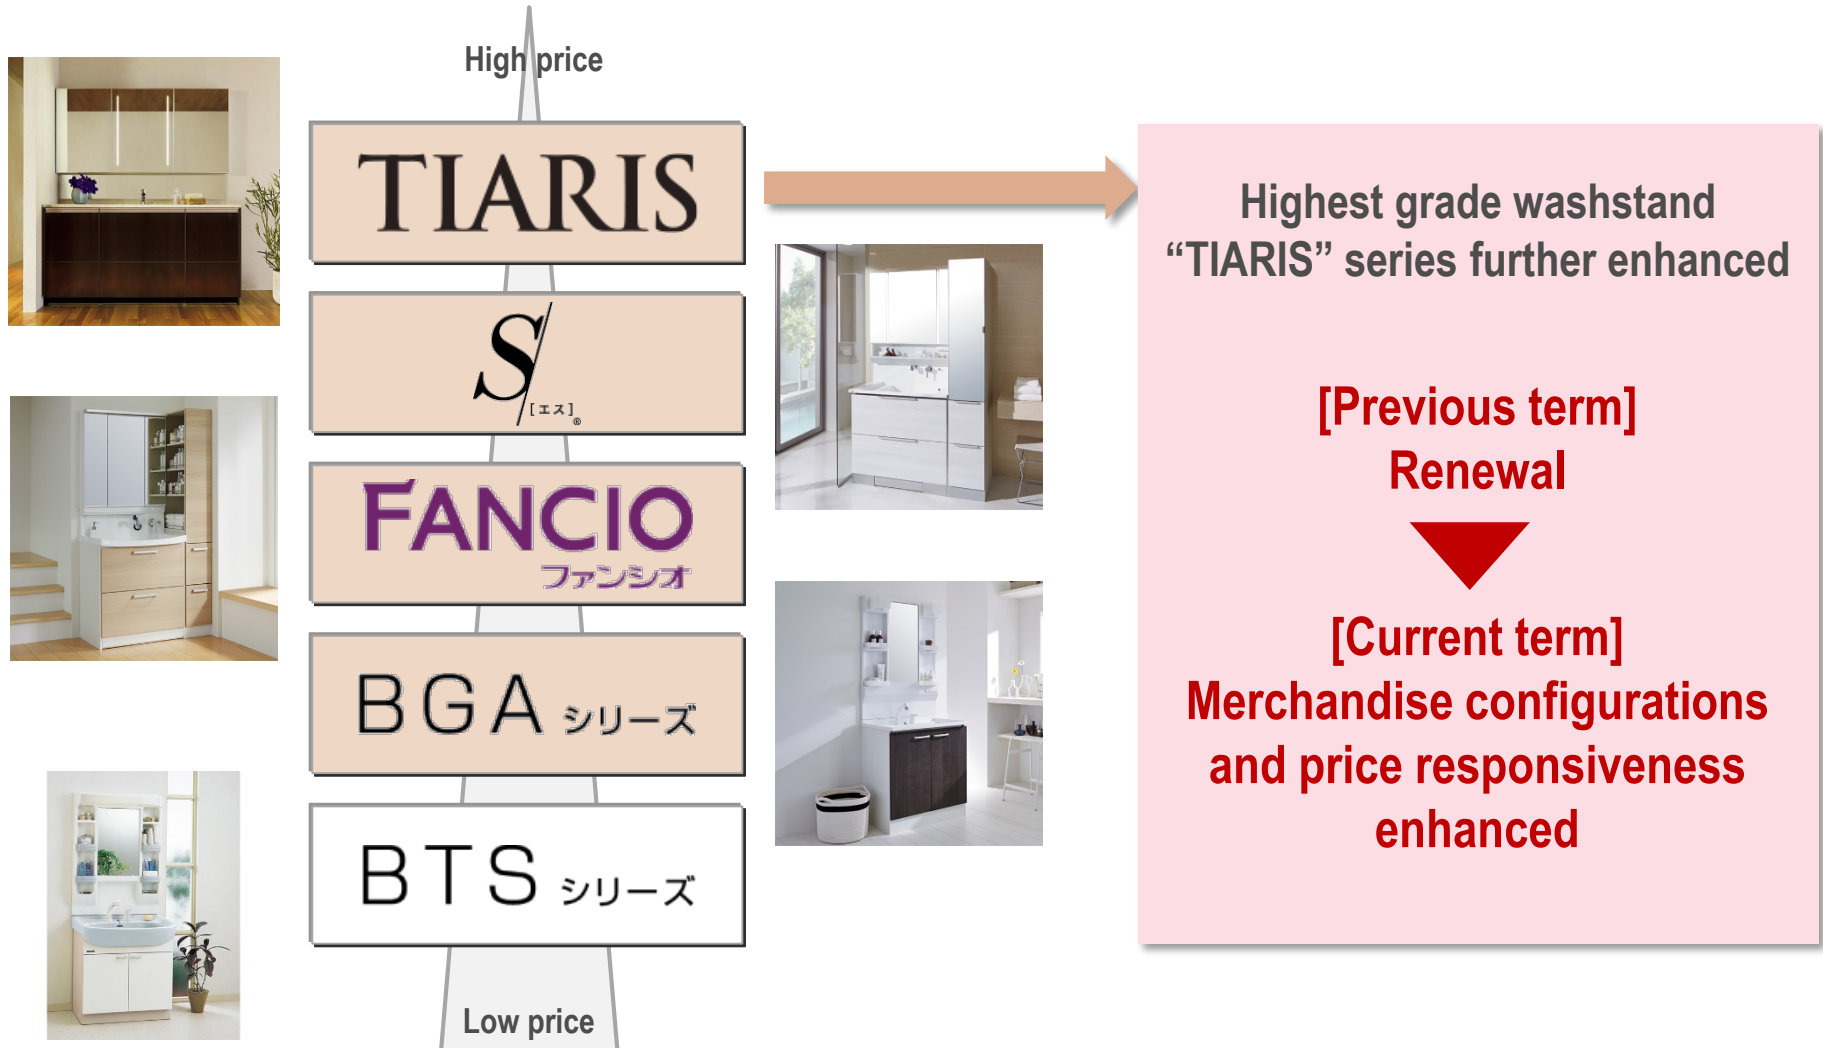 High price
TIARIS
S
[エス]®
FANCIO
ファンシオ
BGA シリーズ
BTS シリーズ
Low price
Highest grade washstand
“TIARIS” series further enhanced
[Previous term]
Renewal
[Current term]
Merchandise configurations
and price responsiveness
enhanced